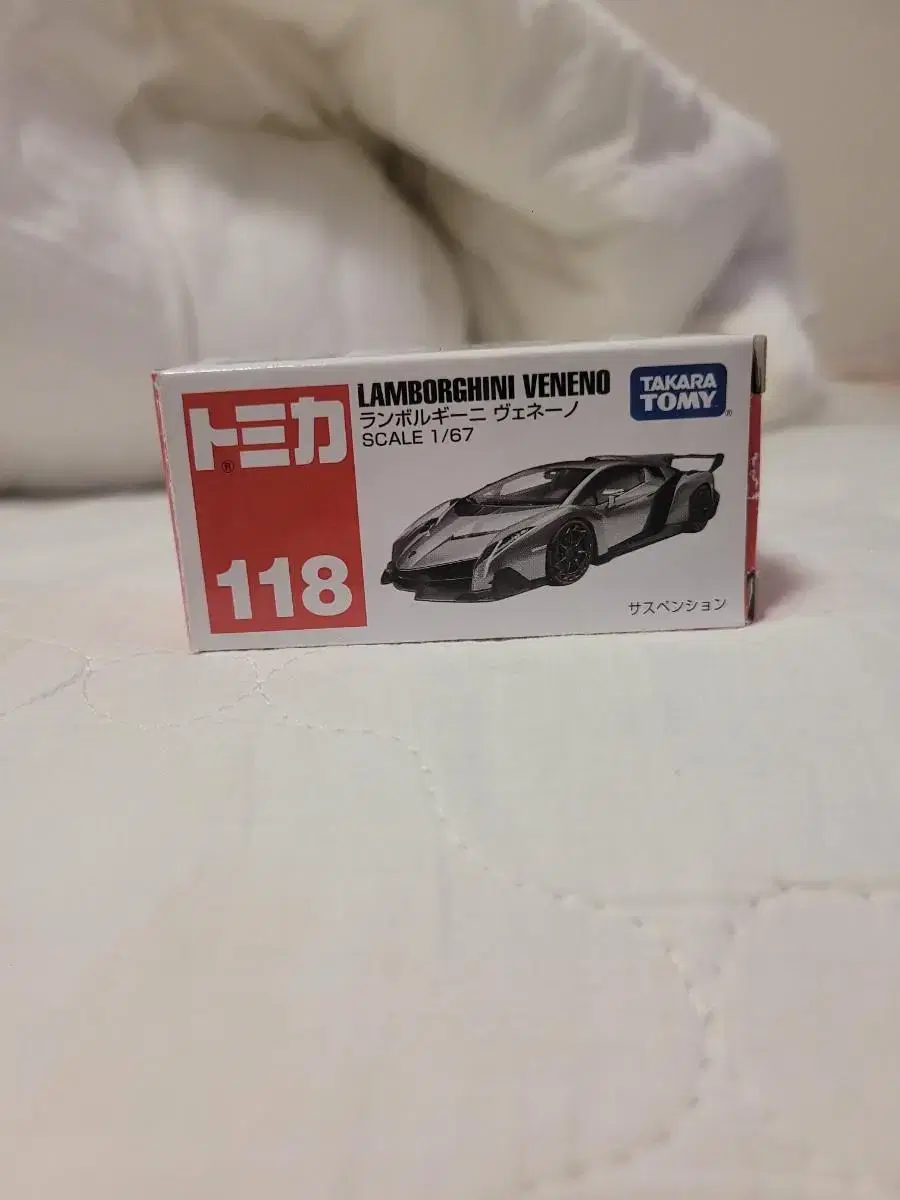 トミカ®
118
LAMBORGHINI VENENO
ランボルギーニ ヴェネーノ
SCALE 1/67
TAKARA
TOMY®
サスペンション